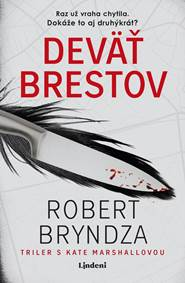 Raz už vraha chytila.
Dokáže to aj druhýkrát?
DEVÄŤ
BRESTOV
ROBERT
BRYNDZA
TRILER S KATE MARSHALLOVOU
Lindeni